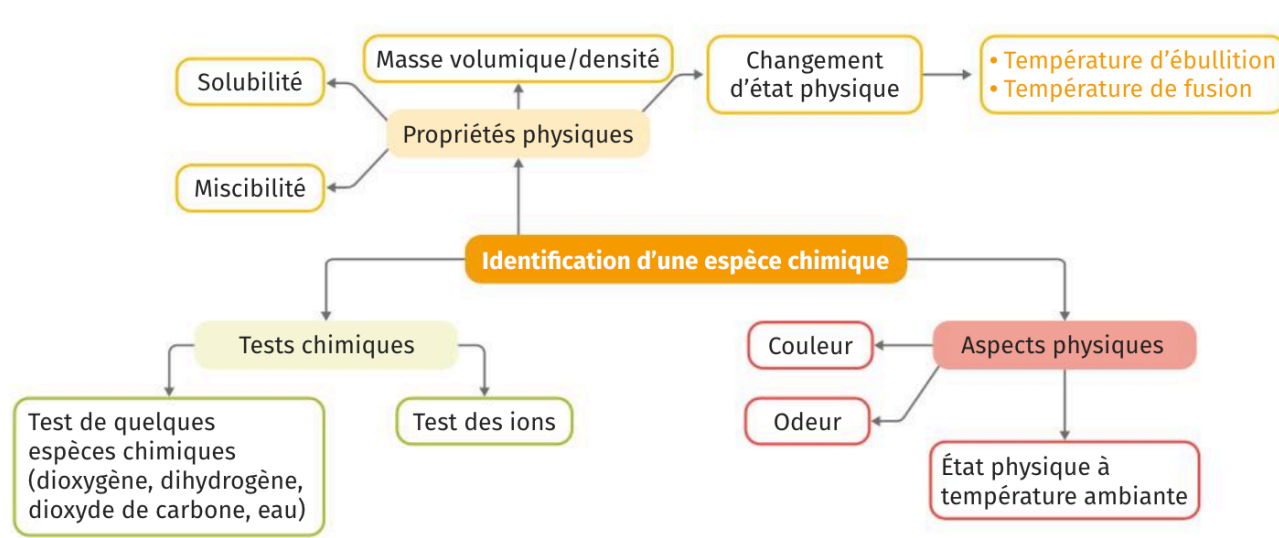 Masse volumique/densité
Changement
d'état physique
• Température d'ébullition
• Température de fusion
Solubilité
Propriétés physiques
Miscibilité
Identification d'une espèce chimique
Tests chimiques
Couleur
Aspects physiques
Test de quelques
espèces chimiques
(dioxygène, dihydrogène,
dioxyde de carbone, eau)
Test des ions
Odeur
État physique à
température ambiante